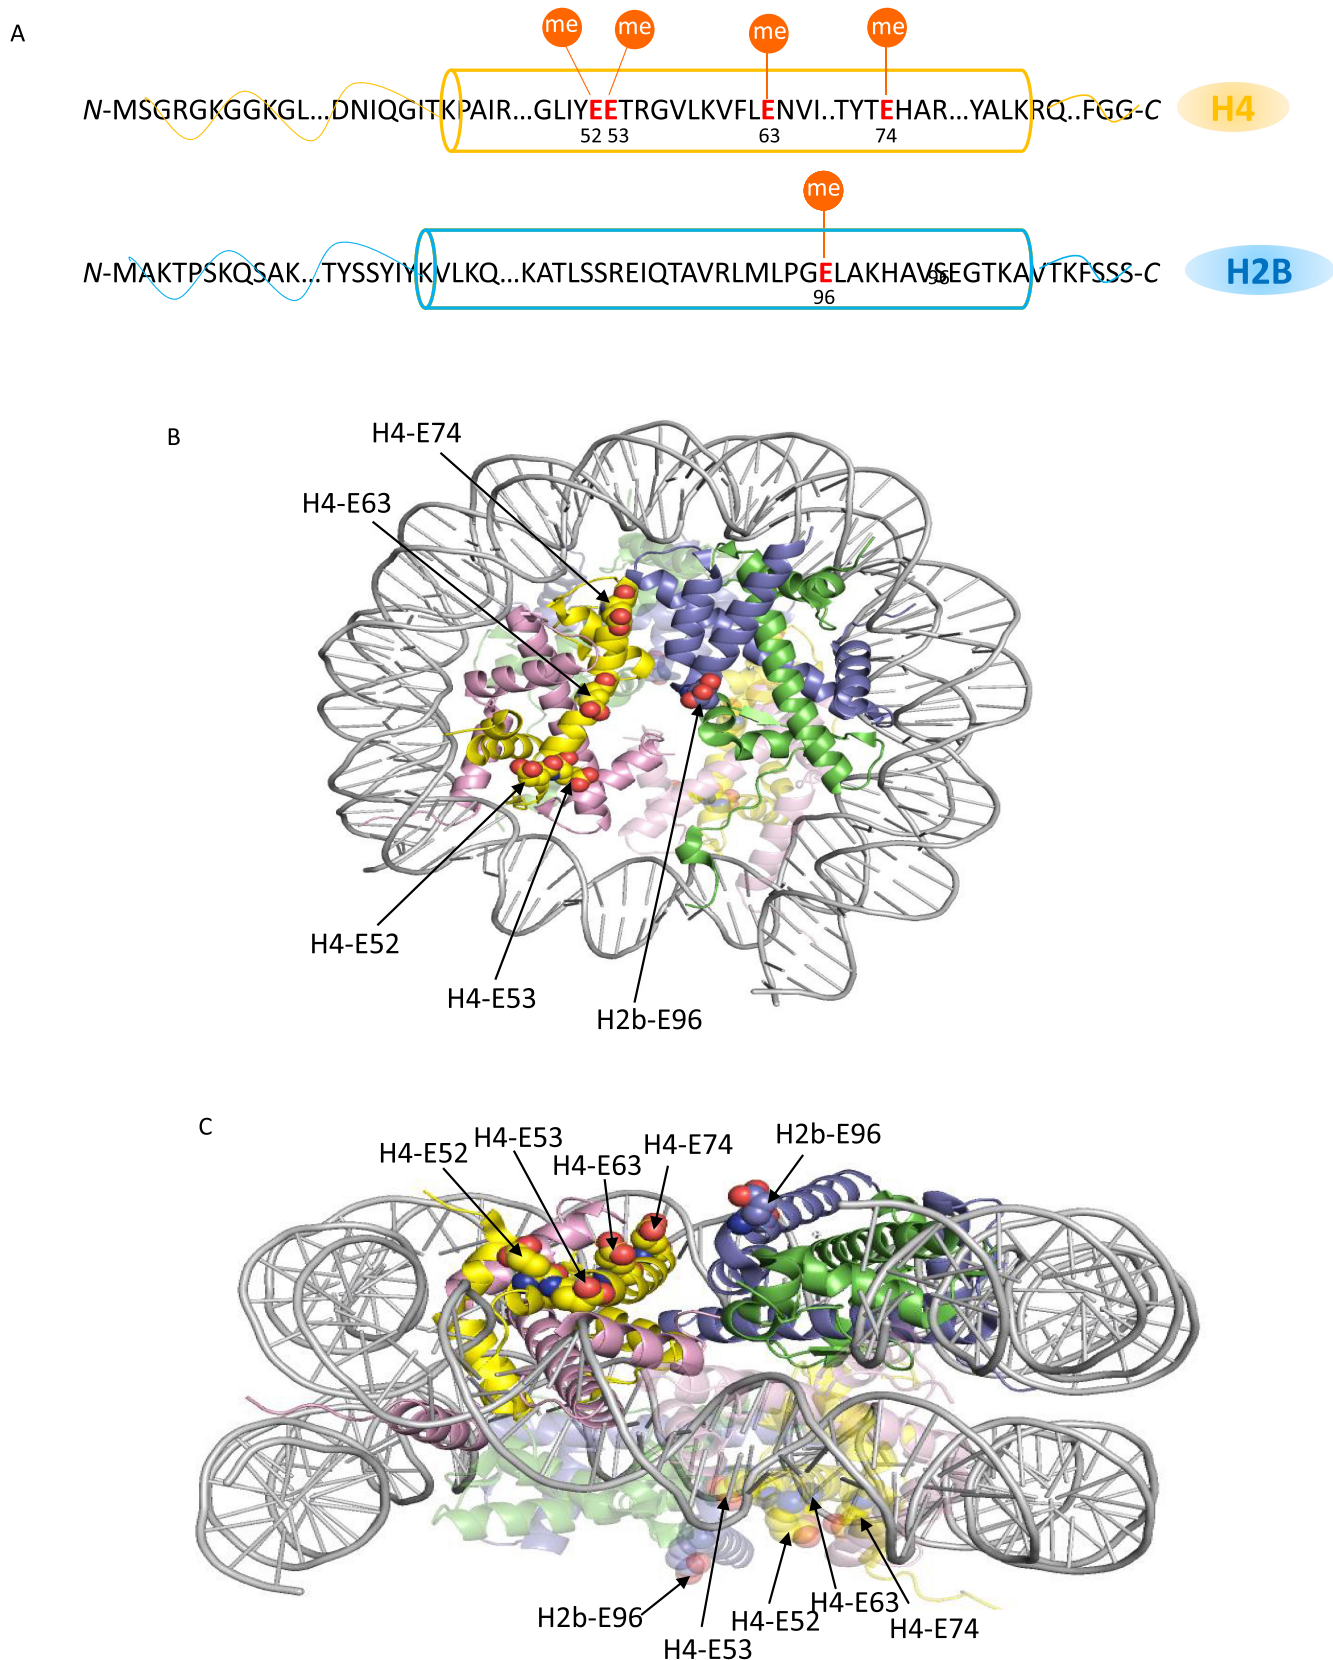 A
me me me me
N-MSGRGKGGKGL...DNIQGITKPAIR...GLIYEETRGVLKVFLENVI..TYTEHAR...YALKRQ..FGG-C H4
52 53 63 74
me
N-MAKTPSKQSAK...TYSSYIYKVLKQ...KATLSSREIQTAVRLMLPGELAKHAVSEGTKAVTKFSSS-C H2B
96
96
B
H4-E74
H4-E63
H4-E52
H4-E53
H2b-E96
C
H4-E52 H4-E53 H4-E63 H4-E74 H2b-E96
H2b-E96 H4-E53 H4-E52 H4-E63 H4-E74